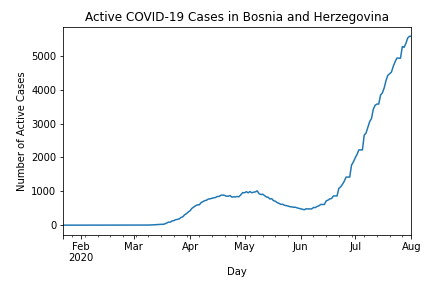 Active COVID-19 Cases in Bosnia and Herzegovina
Number of Active Cases
5000
4000
3000
2000
1000
0
Feb Mar Apr May Jun Jul Aug
2020
Day